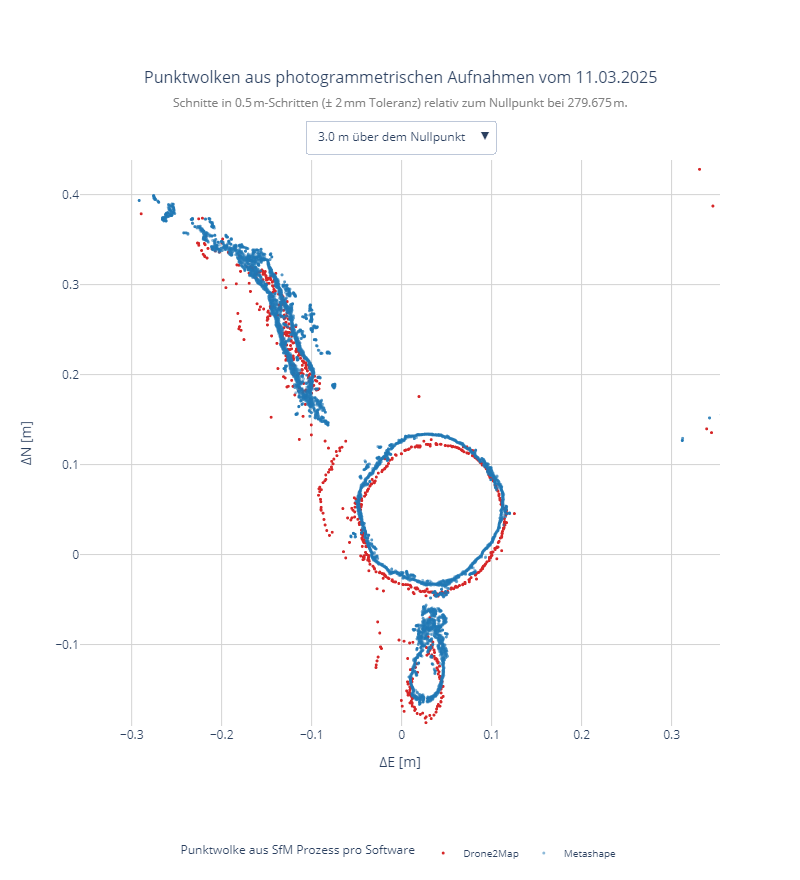 Punktwolken aus photogrammetrischen Aufnahmen vom 11.03.2025
Schnitte in 0.5 m-Schritten (± 2 mm Toleranz) relativ zum Nullpunkt bei 279.675 m.
3.0 m über dem Nullpunkt ▼
0.4
0.3
0.2
0.1
0
−0.1
ΔN [m]
−0.3 −0.2 −0.1 0 0.1 0.2 0.3
ΔE [m]
Punktwolke aus SfM Prozess pro Software Drone2Map Metashape